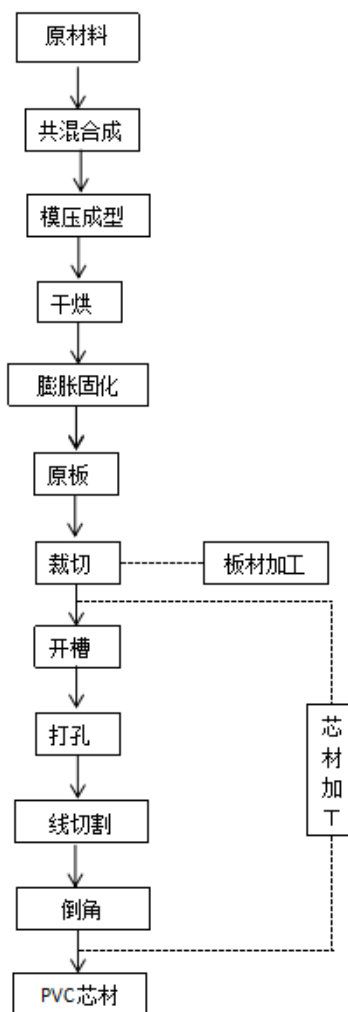 原材料
共混合成
模压成型
干烘
膨胀固化
原板
裁切
板材加工
开槽
打孔
芯
材
加
工
线切割
倒角
PVC芯材